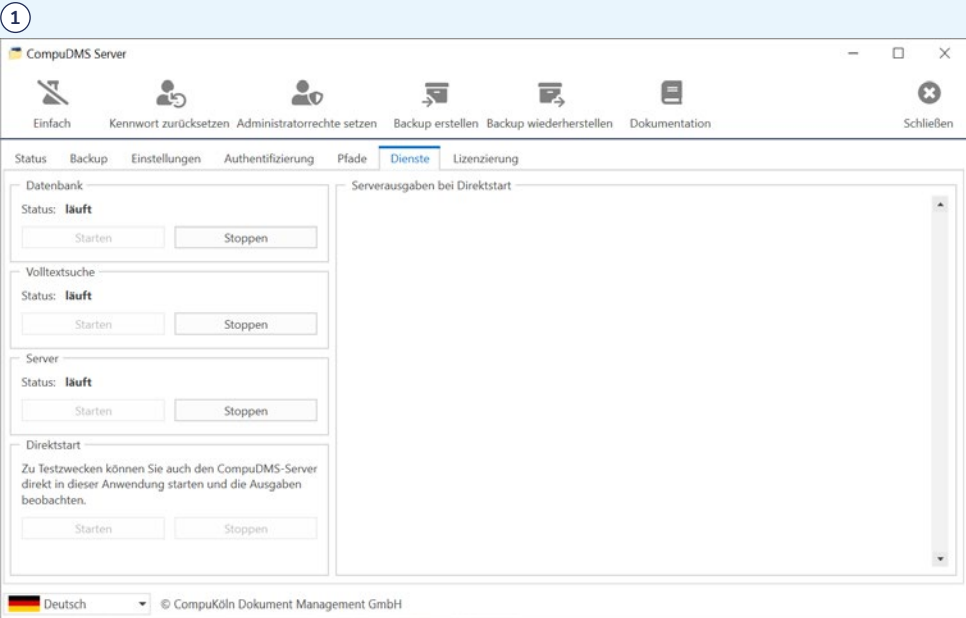 1
CompuDMS Server
Einfach Kennwort zurücksetzen Administratorrechte setzen Backup erstellen Backup wiederherstellen Dokumentation Schließen
Status Backup Einstellungen Authentifizierung Pfade Dienste Lizenzierung
Datenbank
Status: läuft
Starten Stoppen
Volltextsuche
Status: läuft
Starten Stoppen
Server
Status: läuft
Starten Stoppen
Direktstart
Zu Testzwecken können Sie auch den CompuDMS-Server
direkt in dieser Anwendung starten und die Ausgaben
beobachten.
Starten Stoppen
Serverausgaben bei Direktstart
Deutsch © CompuKöln Dokument Management GmbH